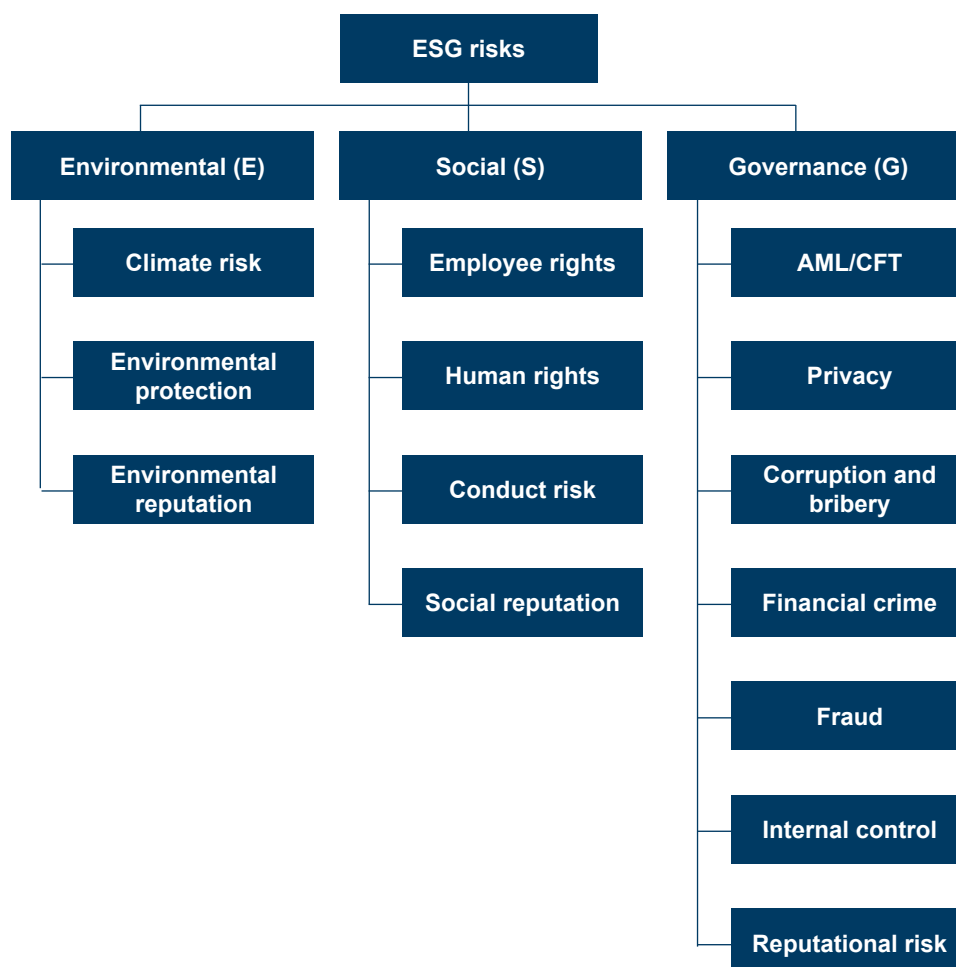 ESG risks
Environmental (E)
Social (S)
Governance (G)
Climate risk
Environmental
protection
Environmental
reputation
Employee rights
Human rights
Conduct risk
Social reputation
AML/CFT
Privacy
Corruption and
bribery
Financial crime
Fraud
Internal control
Reputational risk